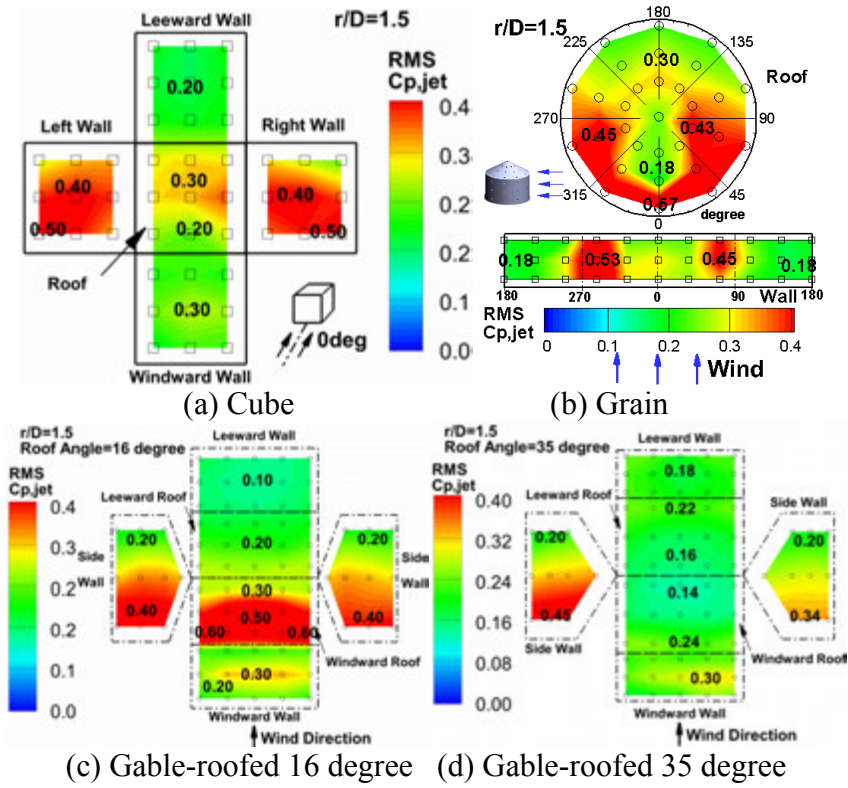 Leeward Wall
r/D=1.5
RMS
Cp,jet
0.20
Left Wall
Right Wall
0.40
0.30
0.40
0.50
0.20
0.50
Roof
0.30
0deg
Windward Wall
0.4
0.3
0.2
0.2
0.1
0.0
(a) Cube
r/D=1.5
180
225
135
0.30
Roof
270
0.45
0.43
90
0.18
315
0.57
45
degree
0
0.18
0.53
0.45
0.18
180
270
0
90
180
Wall
RMS
Cp,jet
0
0.1
0.2
0.4
Wind
(b) Grain
r/D=1.5
Roof Angle=16 degree
Leeward Wall
RMS
Cp,jet
0.4
0.3
0.2
0.2
0.1
0.0
Leeward Roof
0.10
0.20
Side
Wall
0.20
0.40
0.20
0.40
Side
Wall
0.30
0.50
0.60
0.60
Windward Roof
0.30
0.20
Windward Wall
Wind Direction
(c) Gable-roofed 16 degree
r/D=1.5
Roof Angle=35 degree
Leeward Wall
RMS
Cp,jet
0.40
0.32
0.24
0.16
0.08
0.00
Leeward Roof
0.18
0.22
Side Wall
0.20
0.16
0.20
0.14
0.45
0.34
0.24
Side Wall
Windward Roof
0.30
Windward Wall
Wind Direction
(d) Gable-roofed 35 degree